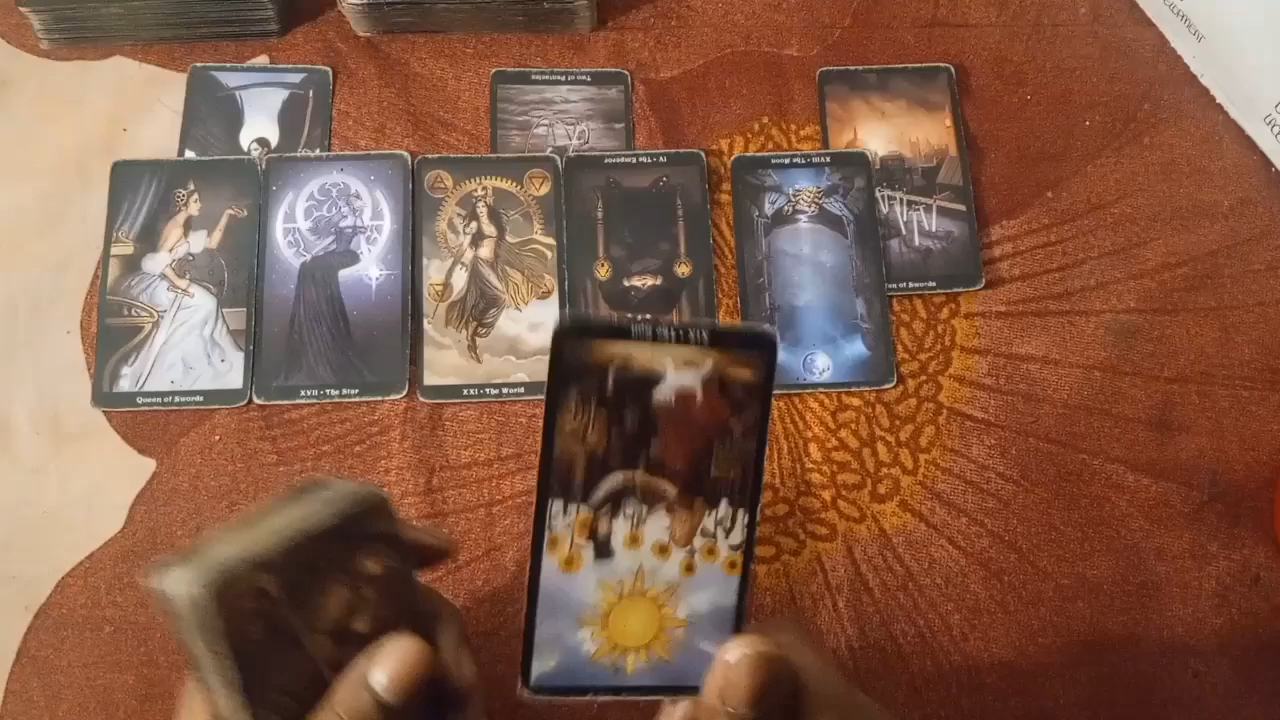 Two of Pentacles
IV • The Emperor
XVIII • The Moon
Ten of Swords
Queen of Swords
XVII • The Star
XXI • The World